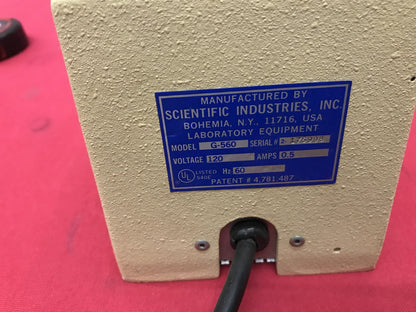 MANUFACTURED BY
SCIENTIFIC INDUSTRIES, INC.
BOHEMIA, N.Y., 11716, USA
LABORATORY EQUIPMENT
MODEL G-560 SERIAL #
VOLTAGE 120 AMPS 0.5
UL LISTED Hz 60
PATENT # 4,781,487